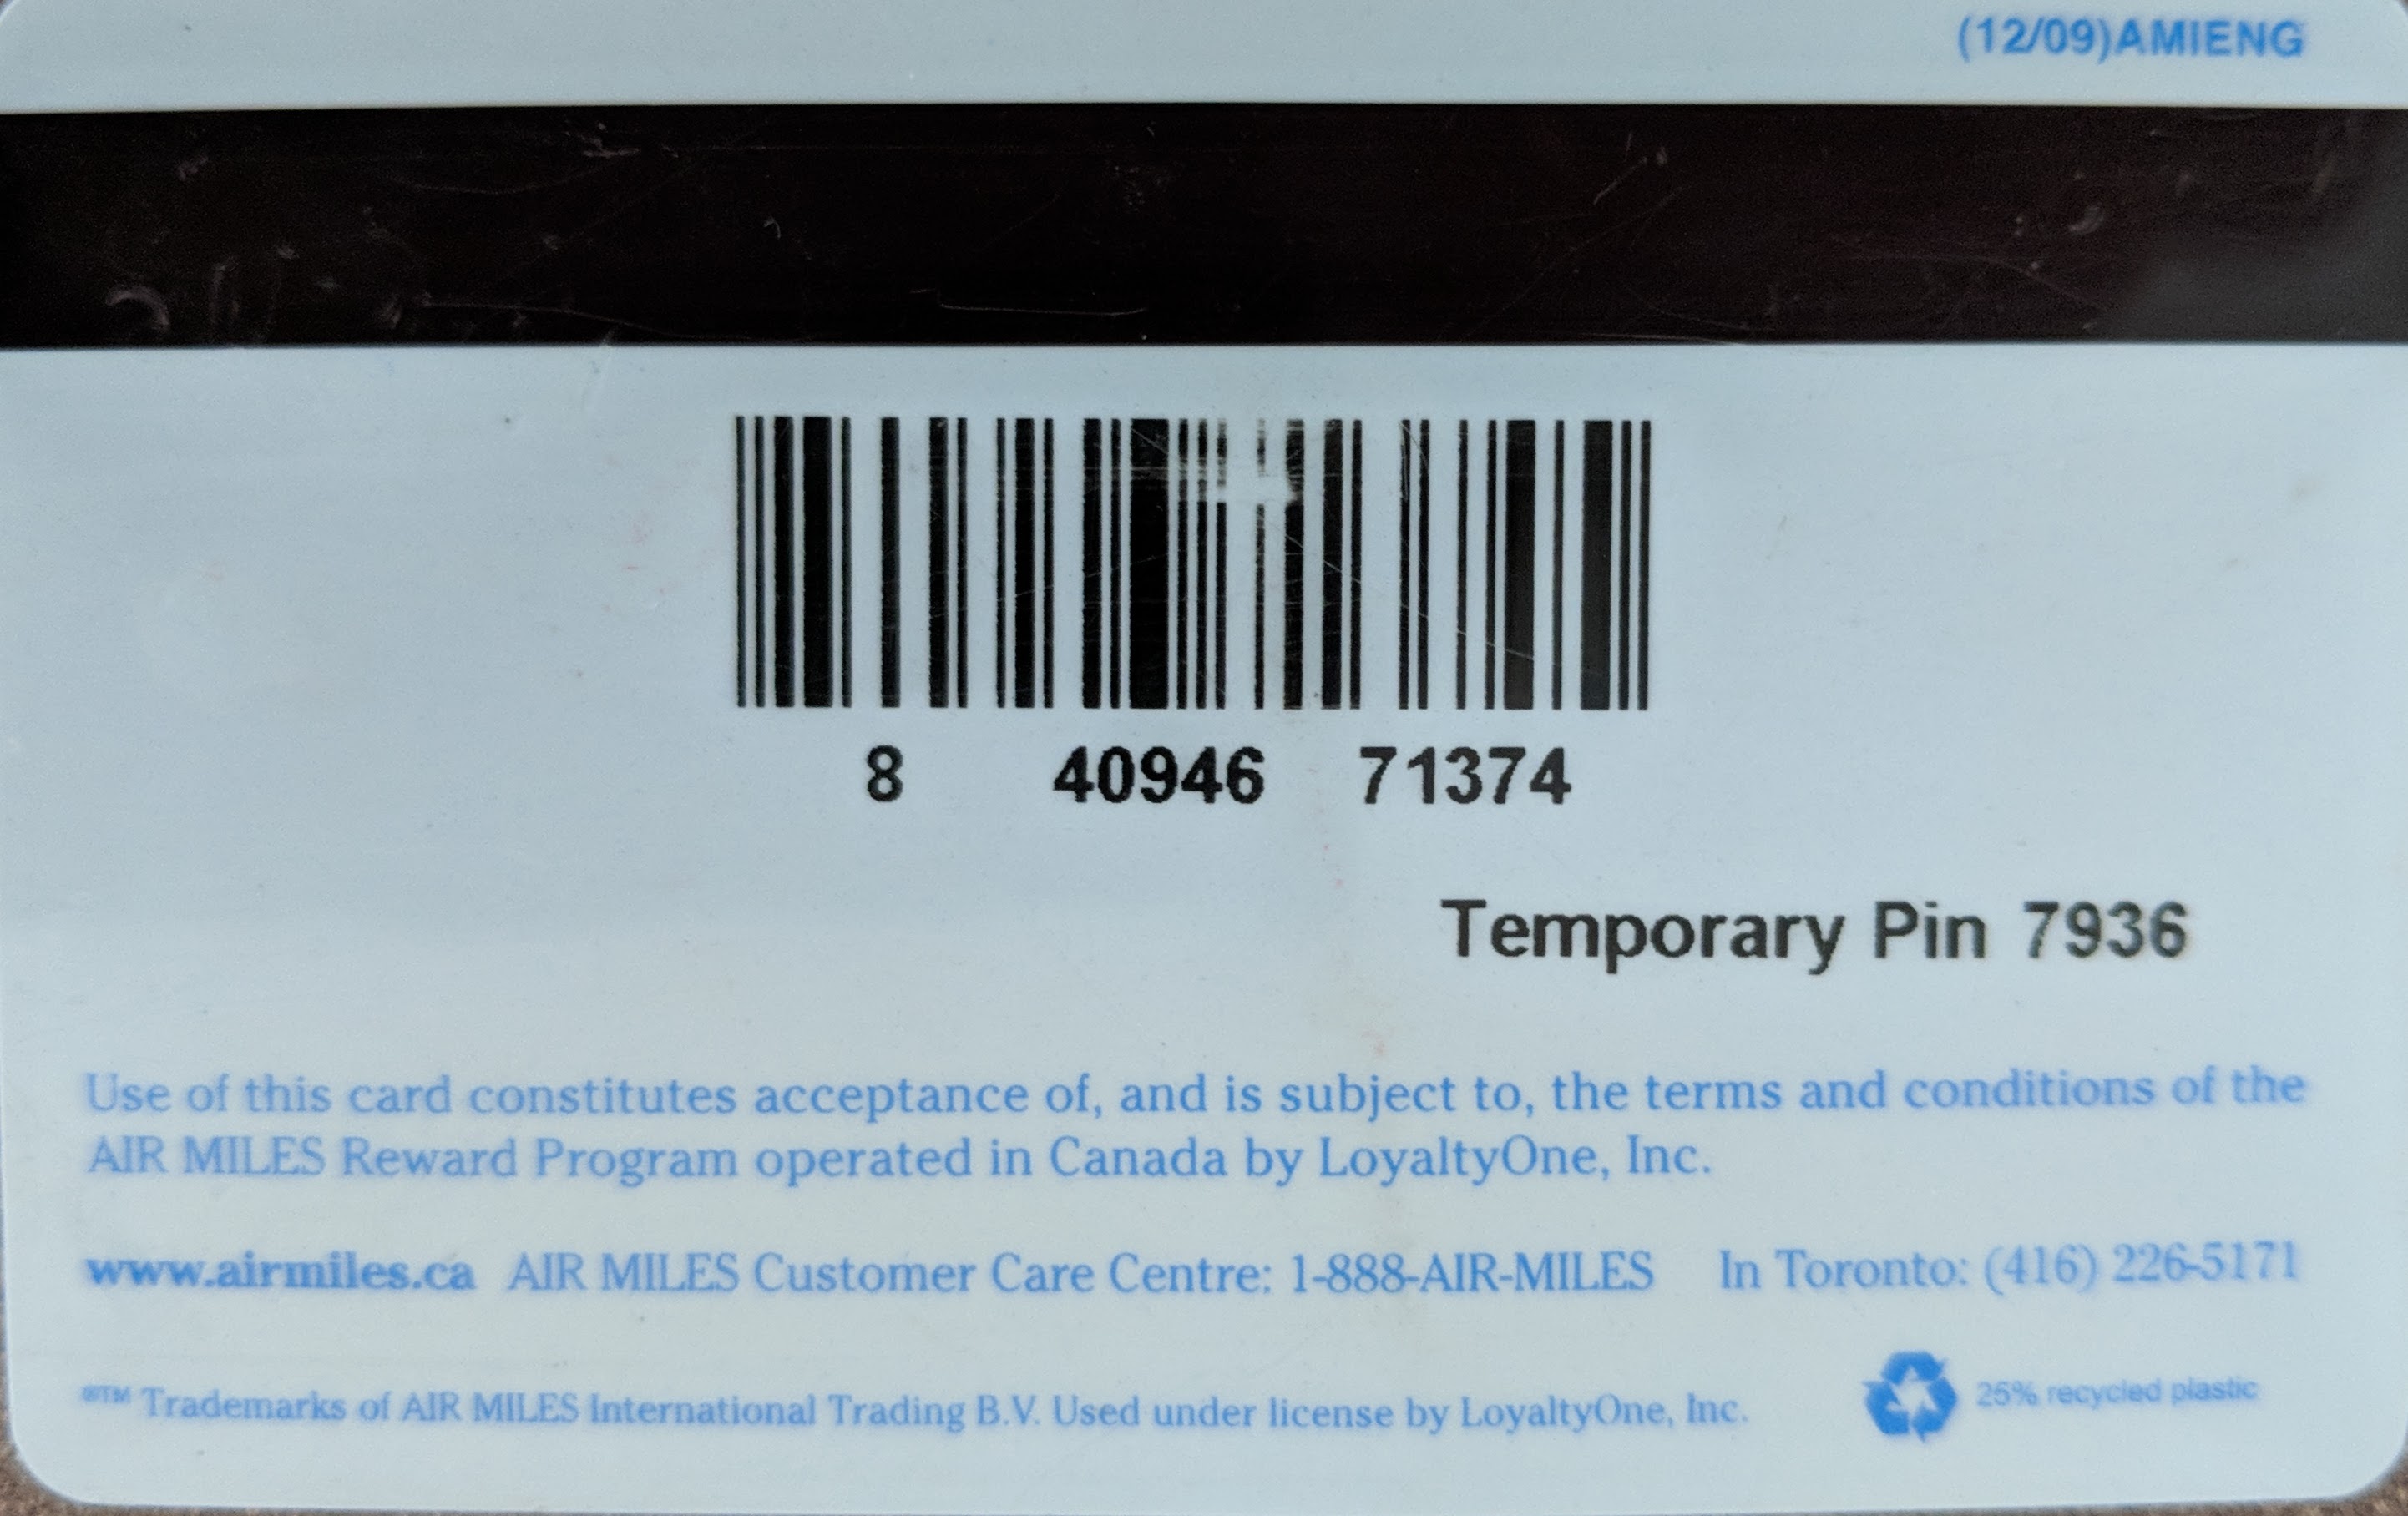 (12/09)AMIENG
8 40946 71374
Temporary Pin 7936
Use of this card constitutes acceptance of, and is subject to, the terms and conditions of the
AIR MILES Reward Program operated in Canada by LoyaltyOne, Inc.
www.airmiles.ca AIR MILES Customer Care Centre: 1-888-AIR-MILES In Toronto: (416) 226-5171
®™ Trademarks of AIR MILES International Trading B.V. Used under license by LoyaltyOne, Inc.
25% recycled plastic